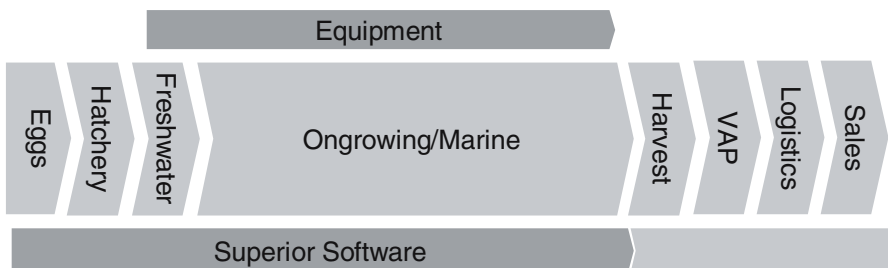 Equipment
Eggs
Hatchery
Freshwater
Ongrowing/Marine
Harvest
VAP
Logistics
Sales
Superior Software